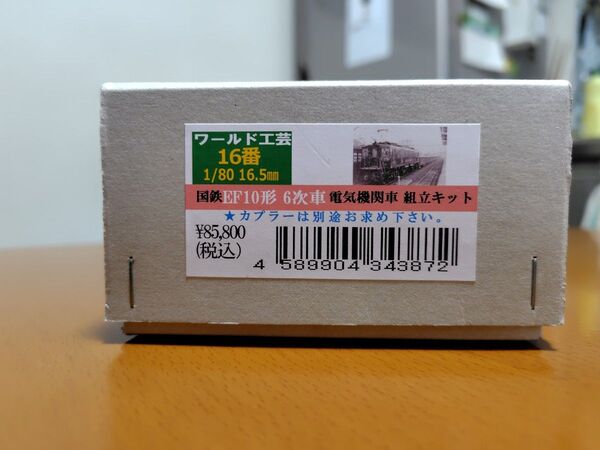 ワールド工芸
16番
1/80 16.5mm
国鉄EF10形 6次車 電気機関車 組立キット
★カプラーは別途お求め下さい。
¥85,800
(税込)
4 589904 343872